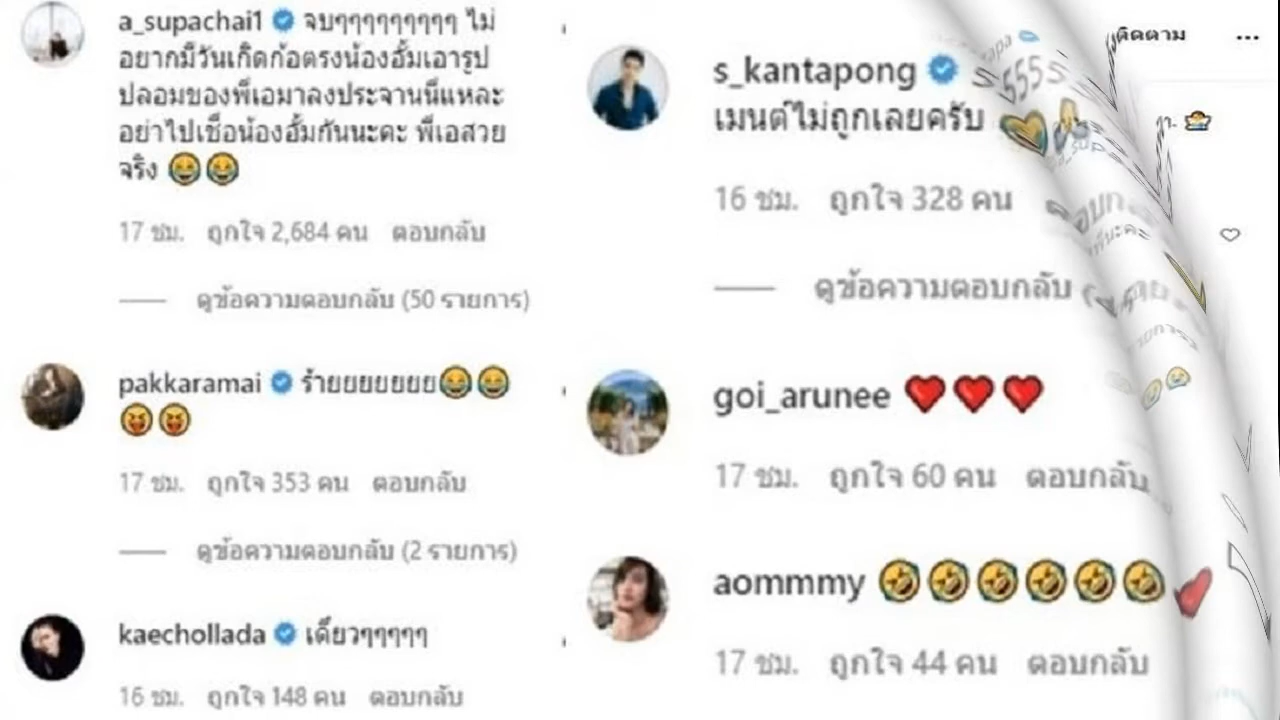 a_supachai1 จบๆๆๆๆๆๆๆๆๆ ไม่
อยากมีวันเกิดก้อตรงน้องฮั้มเอารูป
ปลอมของพี่เอมาลงประจานนี่แหละ
อย่าไปเชื่อน้องฮั้มกันนะคะ พี่เอสวย
จริง 😂😂
17 ชม. ถูกใจ 2,684 คน ตอบกลับ
ดูข้อความตอบกลับ (50 รายการ)
pakkaramai ร้ายยยยยยย😂😂
😝😝
17 ชม. ถูกใจ 353 คน ตอบกลับ
ดูข้อความตอบกลับ (2 รายการ)
kaechollada เดี๊ยวๆๆๆๆๆ
16 ชม. ถูกใจ 148 คน ตอบกลับ
s_kantapong 5555
เมนต์ไม่ถูกเลยครับ
16 ชม. ถูกใจ 328 คน
ดูข้อความตอบกลับ
goi_arunee ❤️❤️❤️
17 ชม. ถูกใจ 60 คน ตอบกลับ
aommmy 🤣🤣🤣🤣🤣🤣
17 ชม. ถูกใจ 44 คน ตอบกลับ
ติดตาม